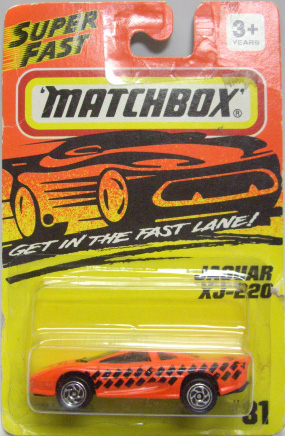 SUPER
FAST
3+
YEARS
'MATCHBOX'®
GET IN THE FAST LANE!
JAGUAR
XJ-220
31